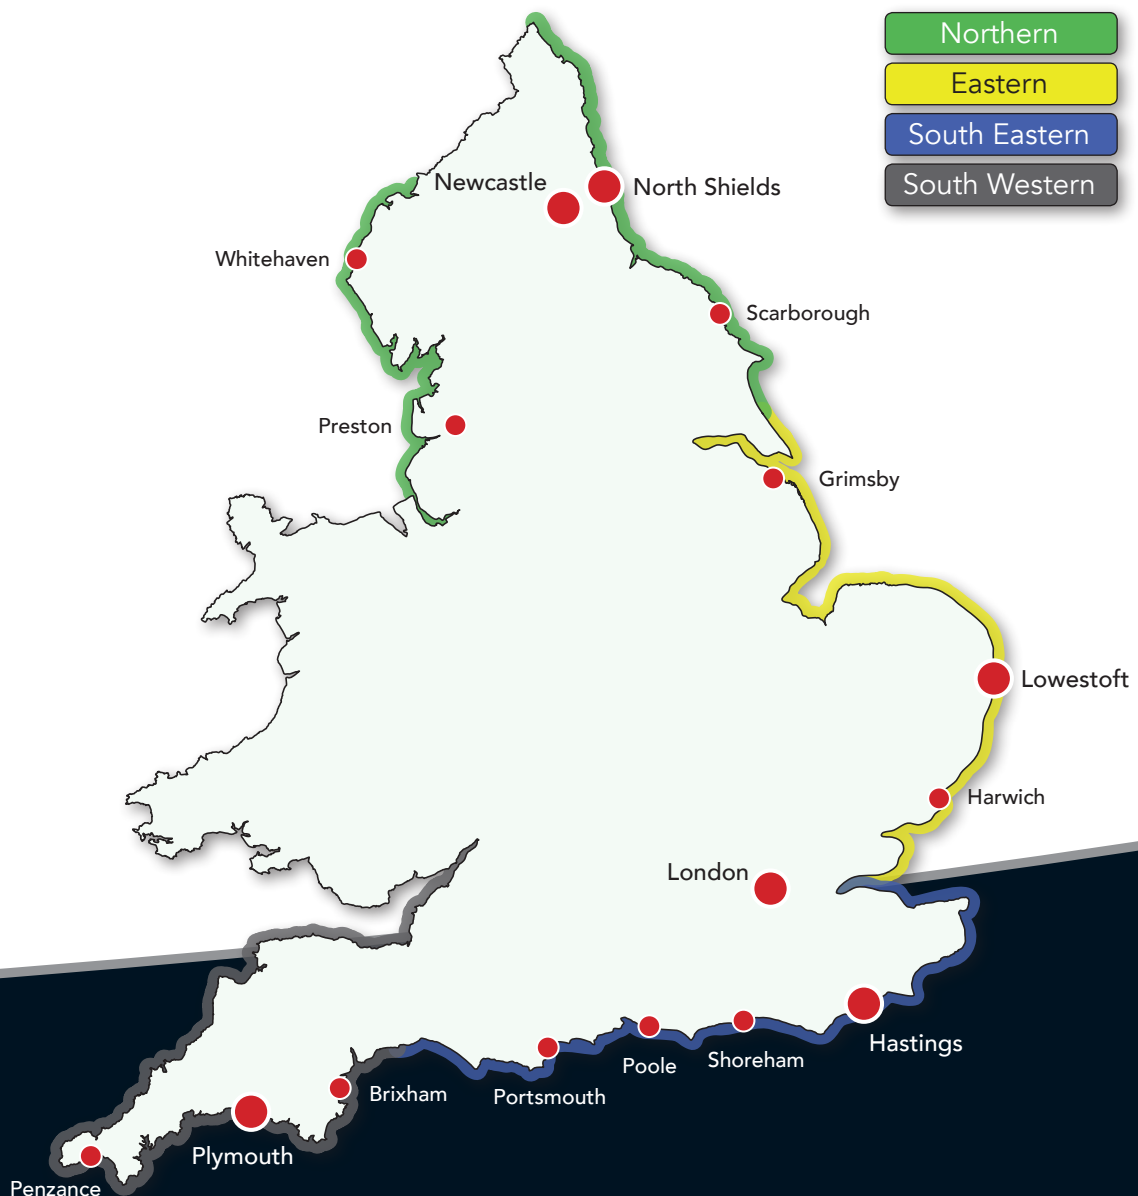 Northern
Eastern
South Eastern
South Western
Newcastle
North Shields
Whitehaven
Scarborough
Preston
Grimsby
Lowestoft
Harwich
London
Hastings
Shoreham
Poole
Portsmouth
Brixham
Plymouth
Penzance